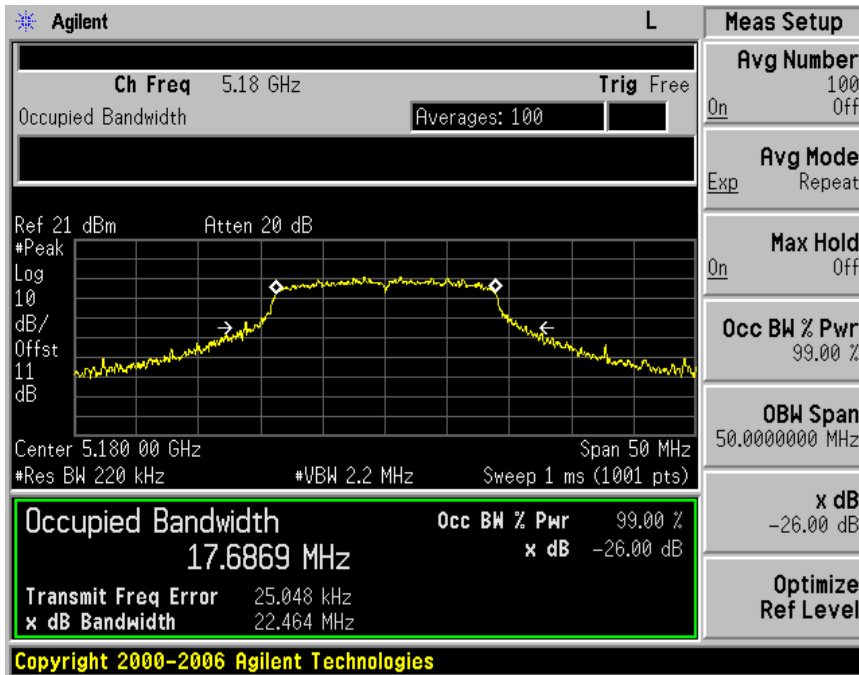 Agilent L Meas Setup
Ch Freq 5.18 GHz Trig Free
Occupied Bandwidth Averages: 100
Ref 21 dBm Atten 20 dB
#Peak
Log
10
dB/
Offst
11
dB
Center 5.180 00 GHz Span 50 MHz
#Res BW 220 kHz #VBW 2.2 MHz Sweep 1 ms (1001 pts)
Occupied Bandwidth Occ BW % Pwr 99.00 %
17.6869 MHz x dB -26.00 dB
Transmit Freq Error 25.048 kHz
x dB Bandwidth 22.464 MHz
Avg Number
100
On Off
Avg Mode
Exp Repeat
Max Hold
On Off
Occ BW % Pwr
99.00 %
OBW Span
50.0000000 MHz
x dB
-26.00 dB
Optimize
Ref Level
Copyright 2000-2006 Agilent Technologies